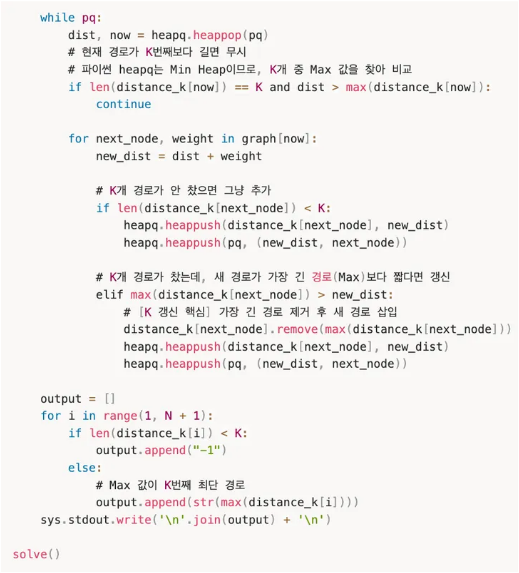 while pq:
dist, now = heapq.heappop(pq)
# 현재 경로가 K번째보다 길면 무시
# 파이썬 heapq는 Min Heap이므로, K개 중 Max 값을 찾아 비교
if len(distance_k[now]) == K and dist > max(distance_k[now]):
continue
for next_node, weight in graph[now]:
new_dist = dist + weight
# K개 경로가 안 찼으면 그냥 추가
if len(distance_k[next_node]) < K:
heapq.heappush(distance_k[next_node], new_dist)
heapq.heappush(pq, (new_dist, next_node))
# K개 경로가 찼는데, 새 경로가 가장 긴 경로(Max)보다 짧다면 갱신
elif max(distance_k[next_node]) > new_dist:
# [K 갱신 핵심] 가장 긴 경로 제거 후 새 경로 삽입
distance_k[next_node].remove(max(distance_k[next_node]))
heapq.heappush(distance_k[next_node], new_dist)
heapq.heappush(pq, (new_dist, next_node))
output = []
for i in range(1, N + 1):
if len(distance_k[i]) < K:
output.append("-1")
else:
# Max 값이 K번째 최단 경로
output.append(str(max(distance_k[i])))
sys.stdout.write('\n'.join(output) + '\n')
solve()